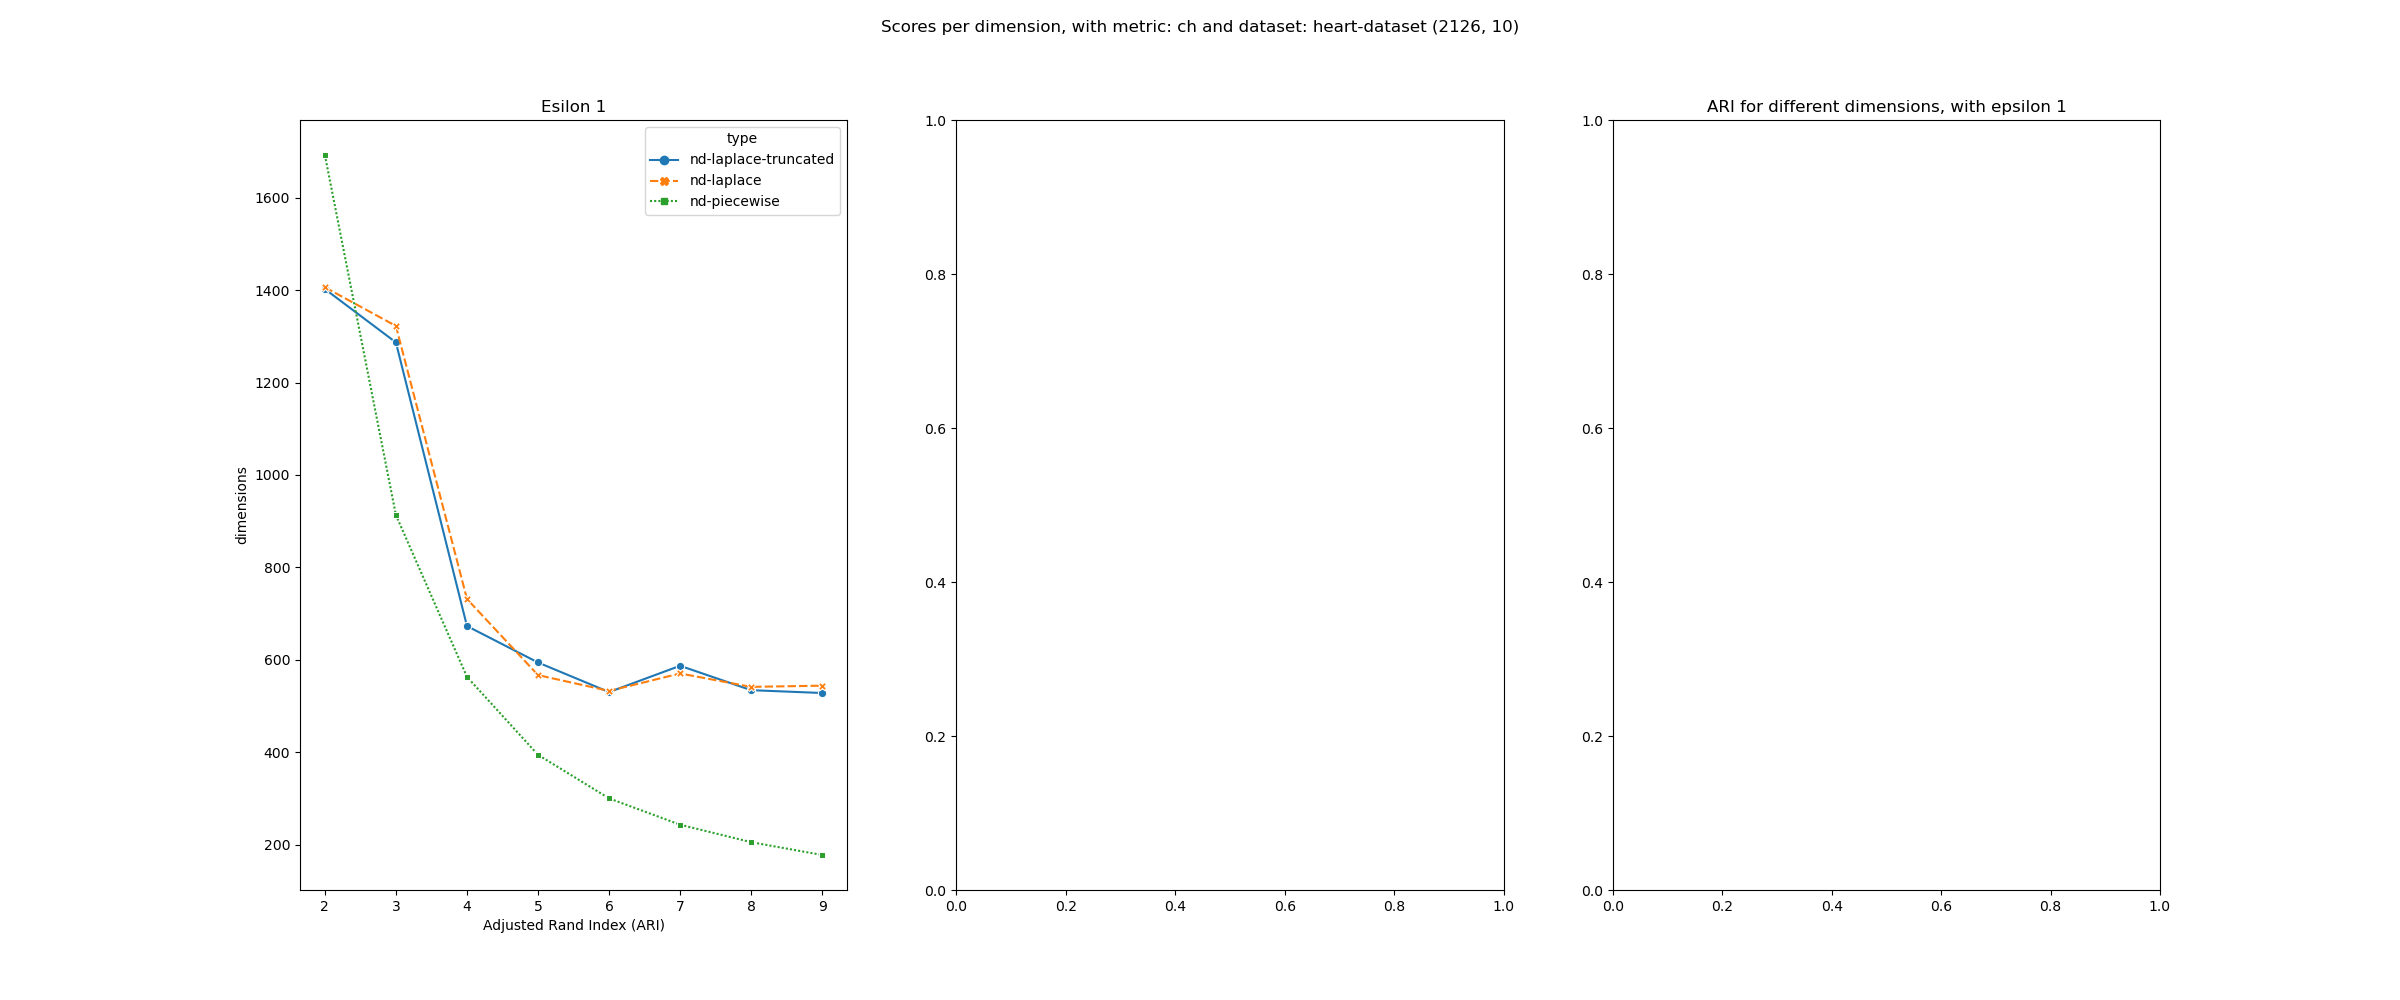 Scores per dimension, with metric: ch and dataset: heart-dataset (2126, 10)
Esilon 1
type
nd-laplace-truncated
nd-laplace
nd-piecewise
1600
1400
1200
1000
800
600
400
200
dimensions
2 3 4 5 6 7 8 9
Adjusted Rand Index (ARI)
1.0
0.8
0.6
0.4
0.2
0.0
0.0 0.2 0.4 0.6 0.8 1.0
ARI for different dimensions, with epsilon 1
1.0
0.8
0.6
0.4
0.2
0.0
0.0 0.2 0.4 0.6 0.8 1.0